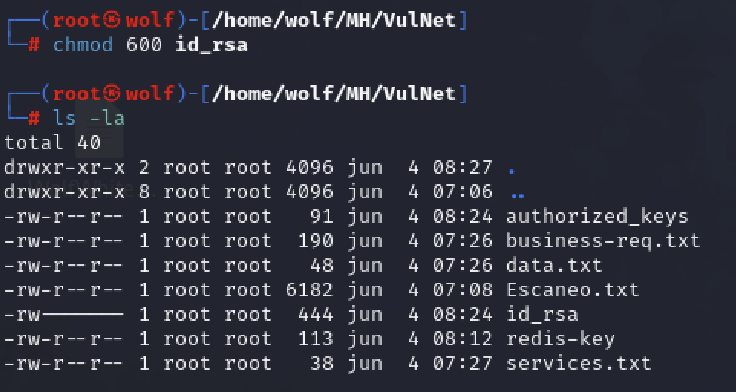 ┌──(root㉿wolf)-[/home/wolf/MH/VulNet]
└─# chmod 600 id_rsa
┌──(root㉿wolf)-[/home/wolf/MH/VulNet]
└─# ls -la
total 40
drwxr-xr-x 2 root root 4096 jun  4 08:27 .
drwxr-xr-x 8 root root 4096 jun  4 07:06 ..
-rw-r--r-- 1 root root   91 jun  4 08:24 authorized_keys
-rw-r--r-- 1 root root  190 jun  4 07:26 business-req.txt
-rw-r--r-- 1 root root   48 jun  4 07:26 data.txt
-rw-r--r-- 1 root root 6182 jun  4 07:08 Escaneo.txt
-rw------- 1 root root  444 jun  4 08:24 id_rsa
-rw-r--r-- 1 root root  113 jun  4 08:12 redis-key
-rw-r--r-- 1 root root   38 jun  4 07:27 services.txt